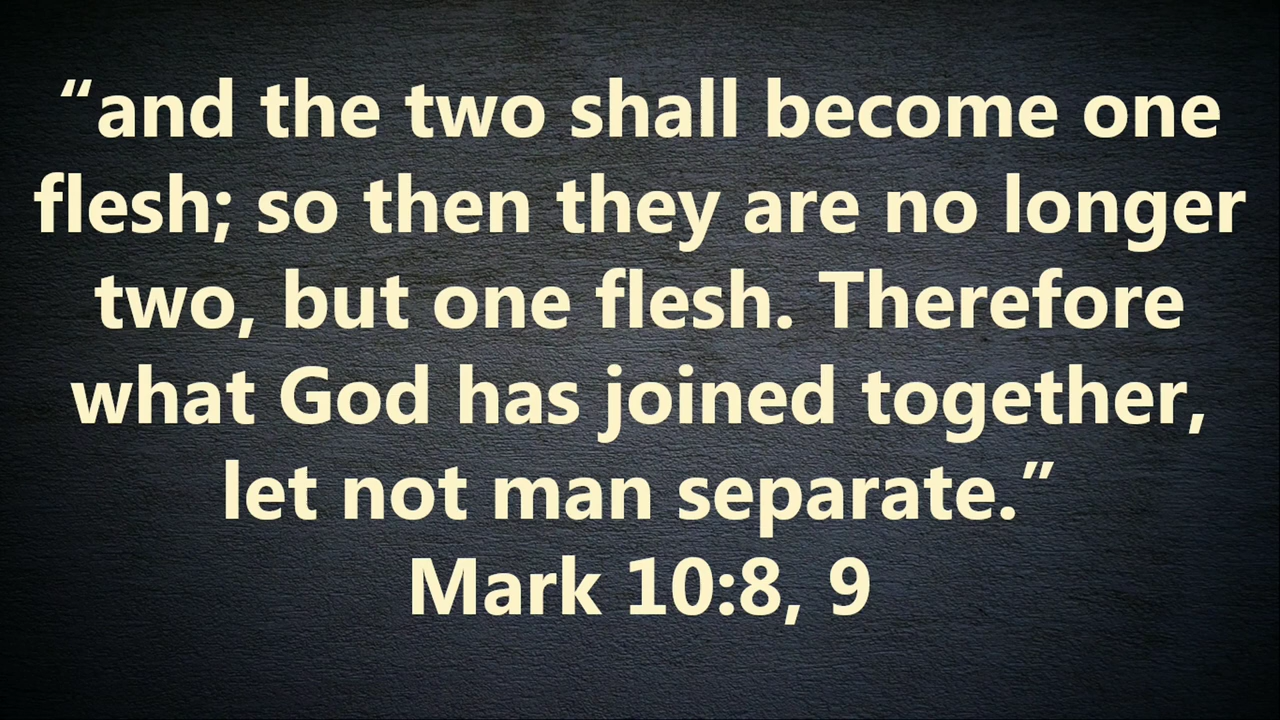 “and the two shall become one
flesh; so then they are no longer
two, but one flesh. Therefore
what God has joined together,
let not man separate.”
Mark 10:8, 9